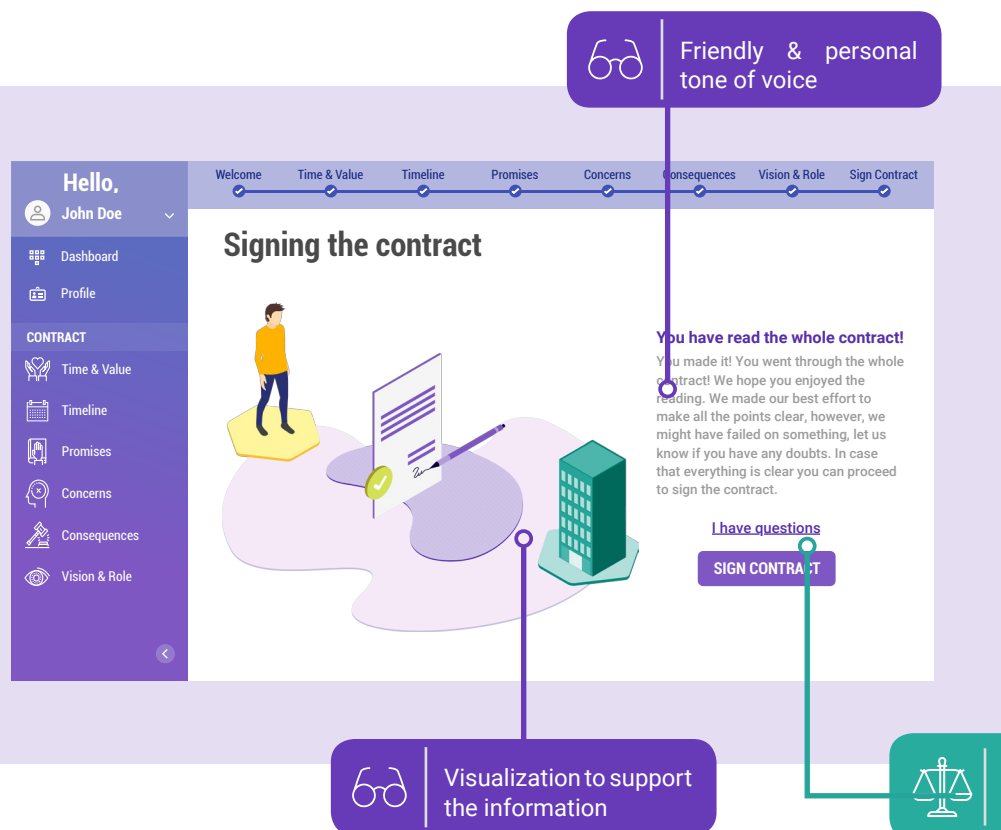 Friendly & personal
tone of voice
Hello,
John Doe
Dashboard
Profile
CONTRACT
Time & Value
Timeline
Promises
Concerns
Consequences
Vision & Role
Welcome
Time & Value
Timeline
Promises
Concerns
Consequences
Vision & Role
Sign Contract
Signing the contract
You have read the whole contract!
You made it! You went through the whole
contract! We hope you enjoyed the
reading. We made our best effort to
make all the points clear, however, we
might have failed on something, let us
know if you have any doubts. In case
that everything is clear you can proceed
to sign the contract.
I have questions
SIGN CONTRACT
Visualization to support
the information